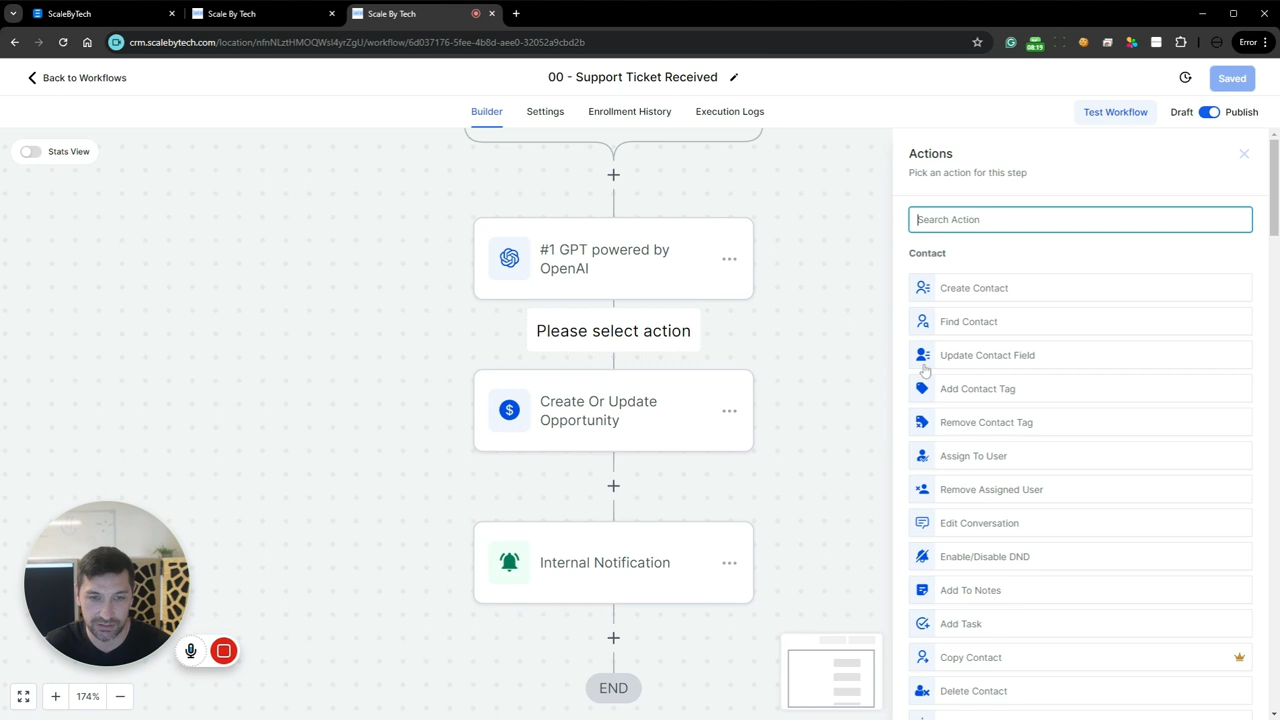 ScaleByTech
Scale By Tech
Scale By Tech
crm.scalebytech.com/location/nfnNLztHMOQWsl4yrZgU/workflow/6d037176-5fee-4b8d-aee0-32052a9cbd2b
08:19
Error
Back to Workflows
00 - Support Ticket Received
Saved
Builder
Settings
Enrollment History
Execution Logs
Test Workflow
Draft
Publish
Stats View
#1 GPT powered by
OpenAI
Please select action
Create Or Update
Opportunity
Internal Notification
END
174%
Actions
Pick an action for this step
Search Action
Contact
Create Contact
Find Contact
Update Contact Field
Add Contact Tag
Remove Contact Tag
Assign To User
Remove Assigned User
Edit Conversation
Enable/Disable DND
Add To Notes
Add Task
Copy Contact
Delete Contact